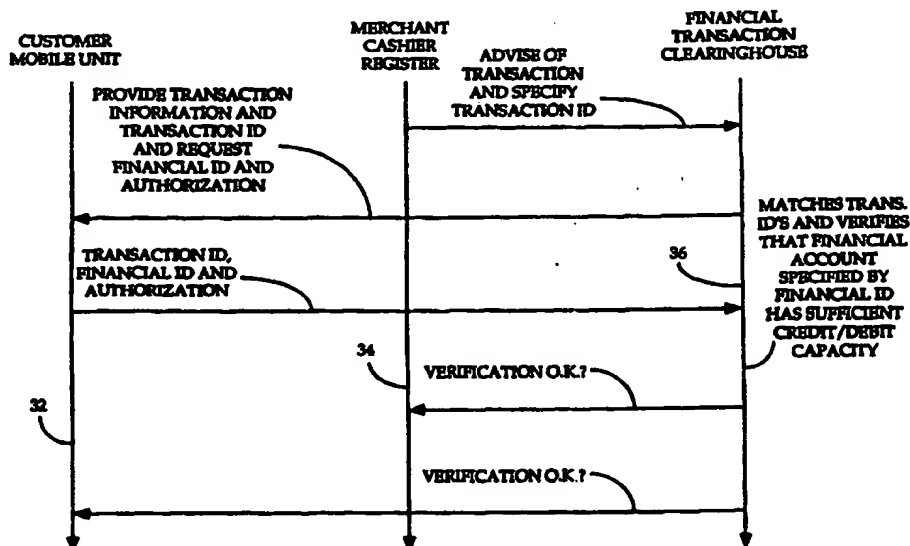 CUSTOMER
MOBILE UNIT
MERCHANT
CASHIER
REGISTER
FINANCIAL
TRANSACTION
CLEARINGHOUSE
ADVISE OF
TRANSACTION
AND SPECIFY
TRANSACTION ID
PROVIDE TRANSACTION
INFORMATION AND
TRANSACTION ID
AND REQUEST
FINANCIAL ID AND
AUTHORIZATION
MATCHES TRANS.
ID'S AND VERIFIES
THAT FINANCIAL
ACCOUNT
SPECIFIED BY
FINANCIAL ID
HAS SUFFICIENT
CREDIT/DEBIT
CAPACITY
36
TRANSACTION ID,
FINANCIAL ID AND
AUTHORIZATION
34
VERIFICATION O.K.?
32
VERIFICATION O.K.?